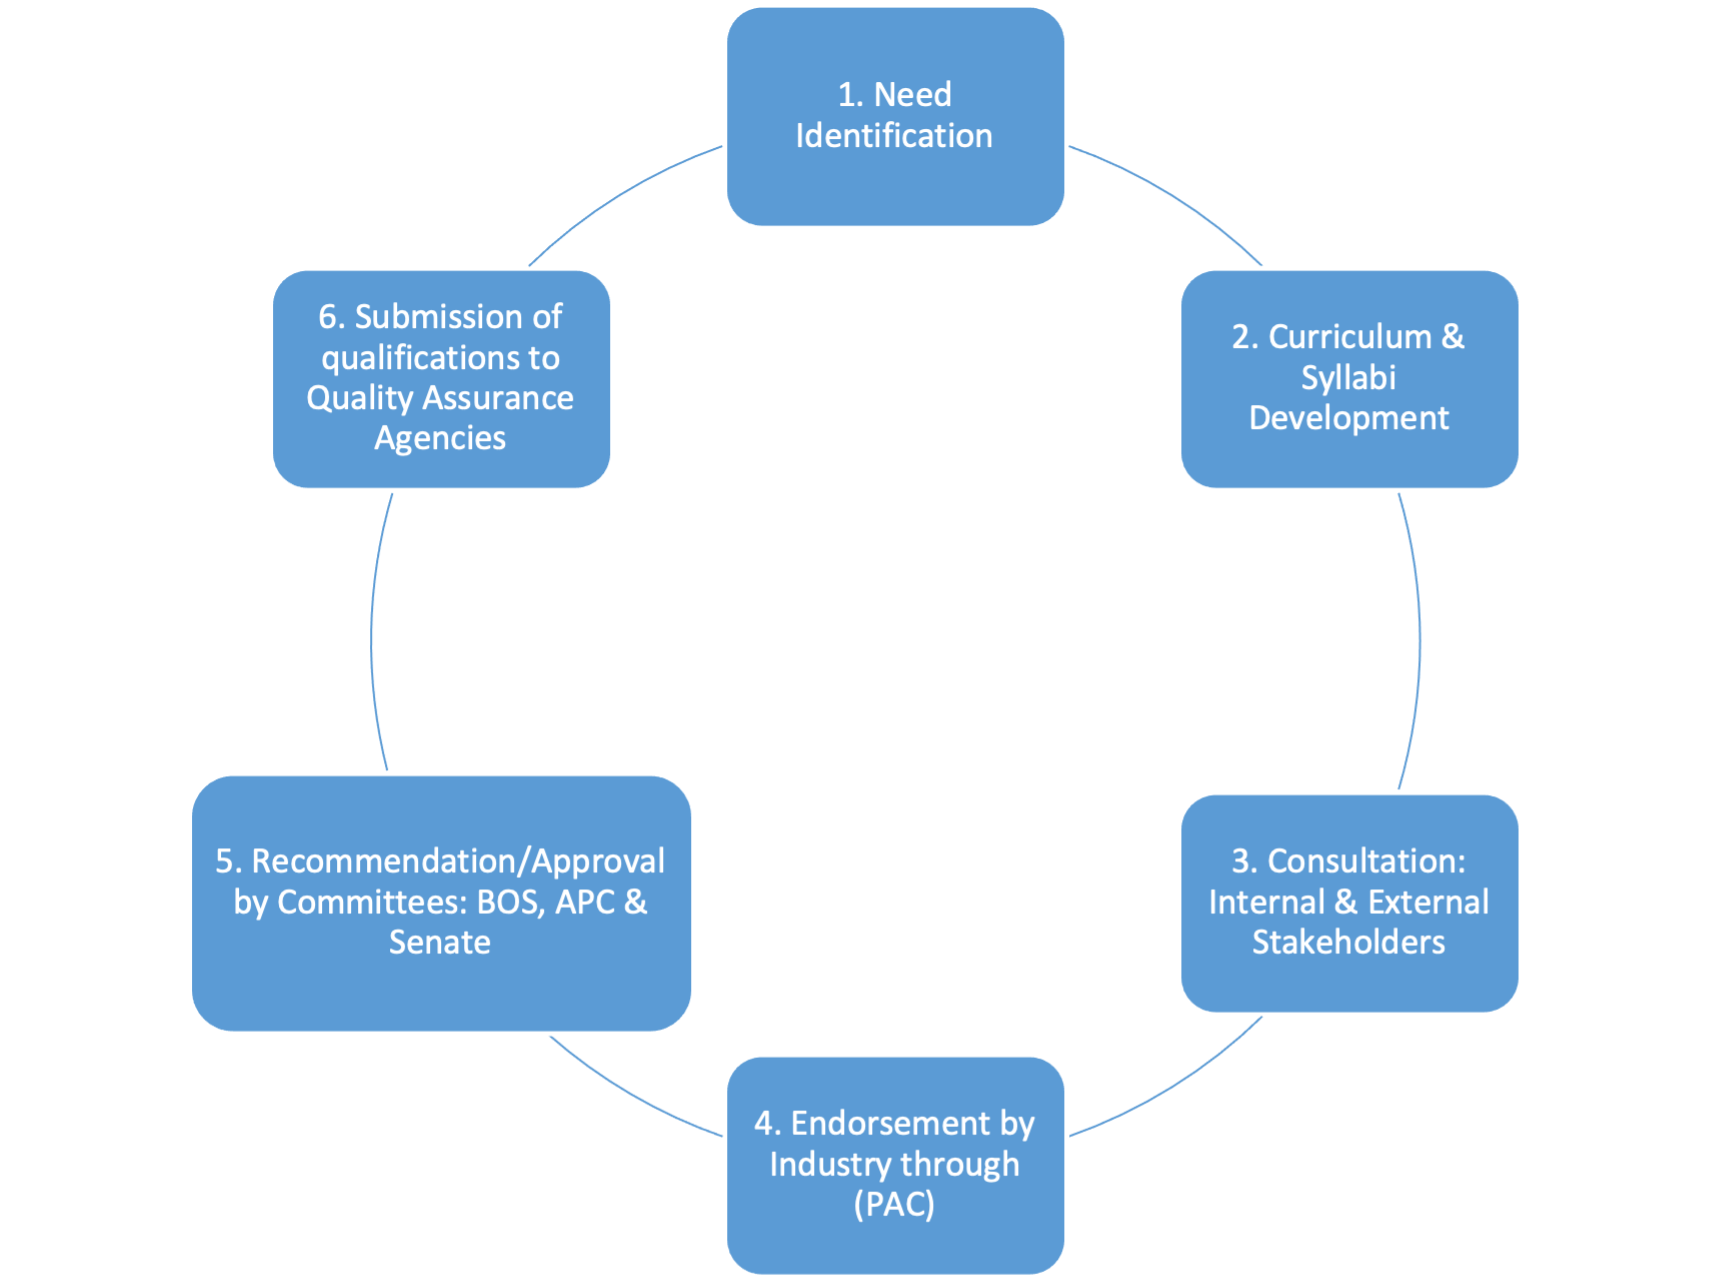 1. Need
Identification
2. Curriculum &
Syllabi
Development
3. Consultation:
Internal & External
Stakeholders
4. Endorsement by
Industry through
(PAC)
5. Recommendation/Approval
by Committees: BOS, APC &
Senate
6. Submission of
qualifications to
Quality Assurance
Agencies